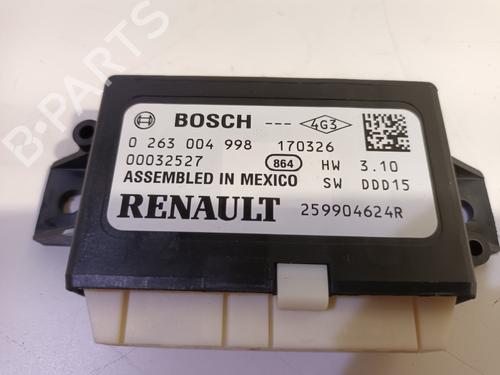 B-PARTS
BOSCH --- 4G3
0 263 004 998 170326
00032527 864 HW 3.10
ASSEMBLED IN MEXICO SW DDD15
RENAULT 259904624R